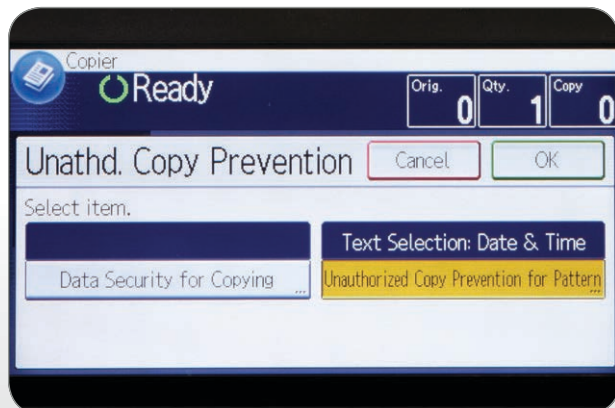 Copier
Ready
Orig. 0 Qty. 1 Copy 0
Unathd. Copy Prevention Cancel OK
Select item.
Text Selection: Date & Time
Data Security for Copying ... Unauthorized Copy Prevention for Pattern...